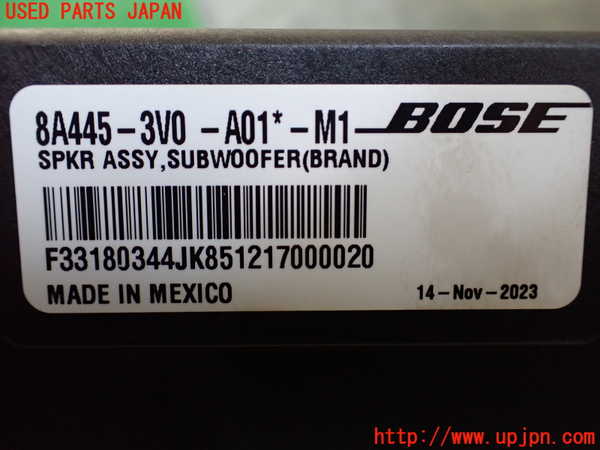 USED PARTS JAPAN
8A445-3V0 -A01*-M1
BOSE
SPKR ASSY,SUBWOOFER(BRAND)
F33180344JK851217000020
MADE IN MEXICO
14-Nov-2023
UPJ
http://www.upjpn.com/